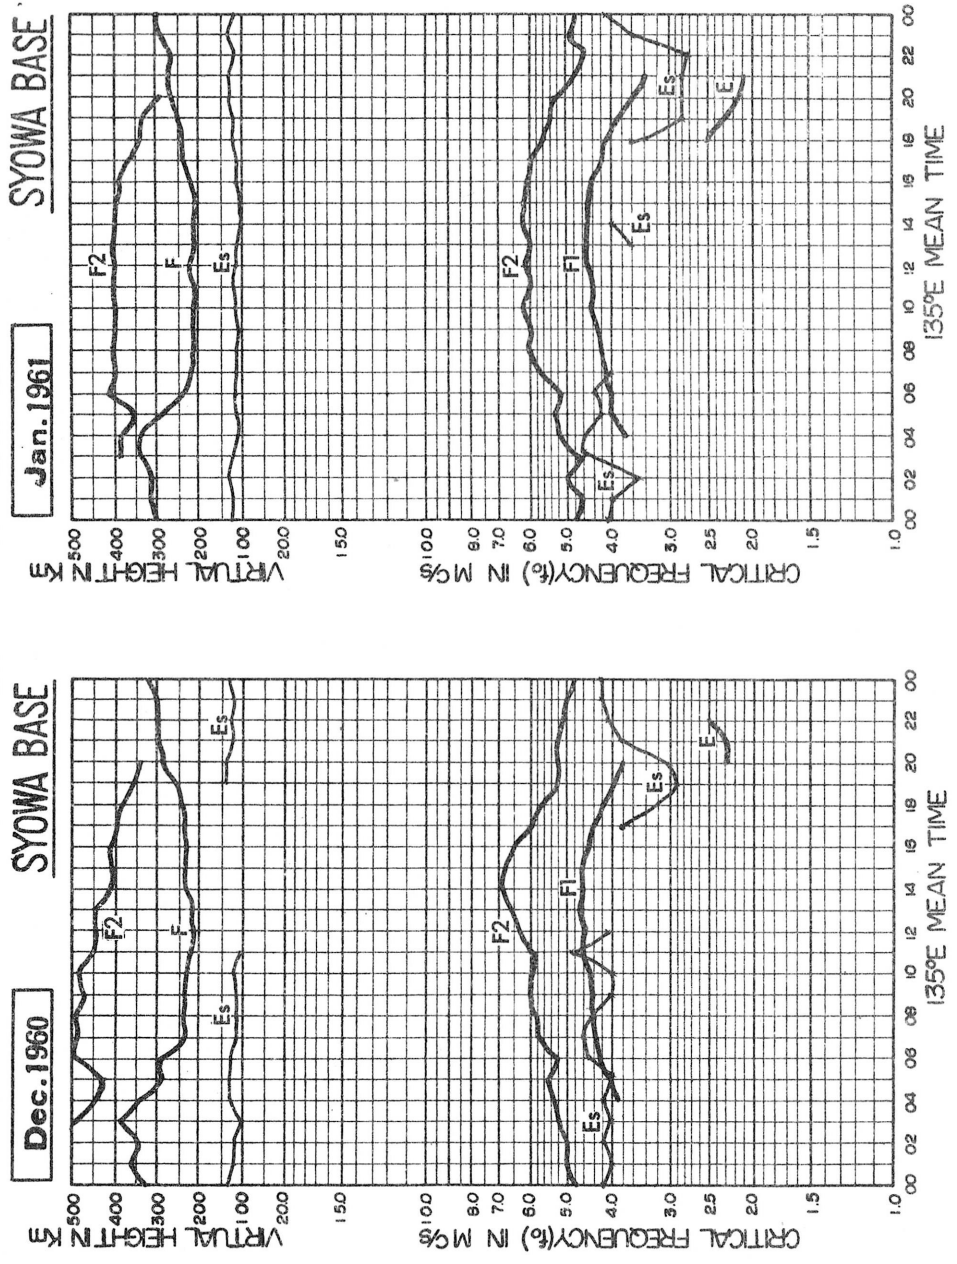 Dec.1960
SYOWA BASE
VIRTUAL HEIGHT IN Km
500
400
300
200
100
20.0
15.0
F2
F
Es
Es
CRITICAL FREQUENCY(fo) IN MC/S
10.0
8.0
7.0
6.0
5.0
4.0
3.0
2.5
2.0
1.5
1.0
F2
F1
Es
Es
E
00 02 04 06 08 10 12 14 16 18 20 22 00
135°E MEAN TIME
Jan.1961
SYOWA BASE
VIRTUAL HEIGHT IN Km
500
400
300
200
100
20.0
15.0
F2
F
Es
CRITICAL FREQUENCY(fo) IN MC/S
10.0
8.0
7.0
6.0
5.0
4.0
3.0
2.5
2.0
1.5
1.0
F2
F1
Es
Es
Es
E
00 02 04 06 08 10 12 14 16 18 20 22 00
135°E MEAN TIME